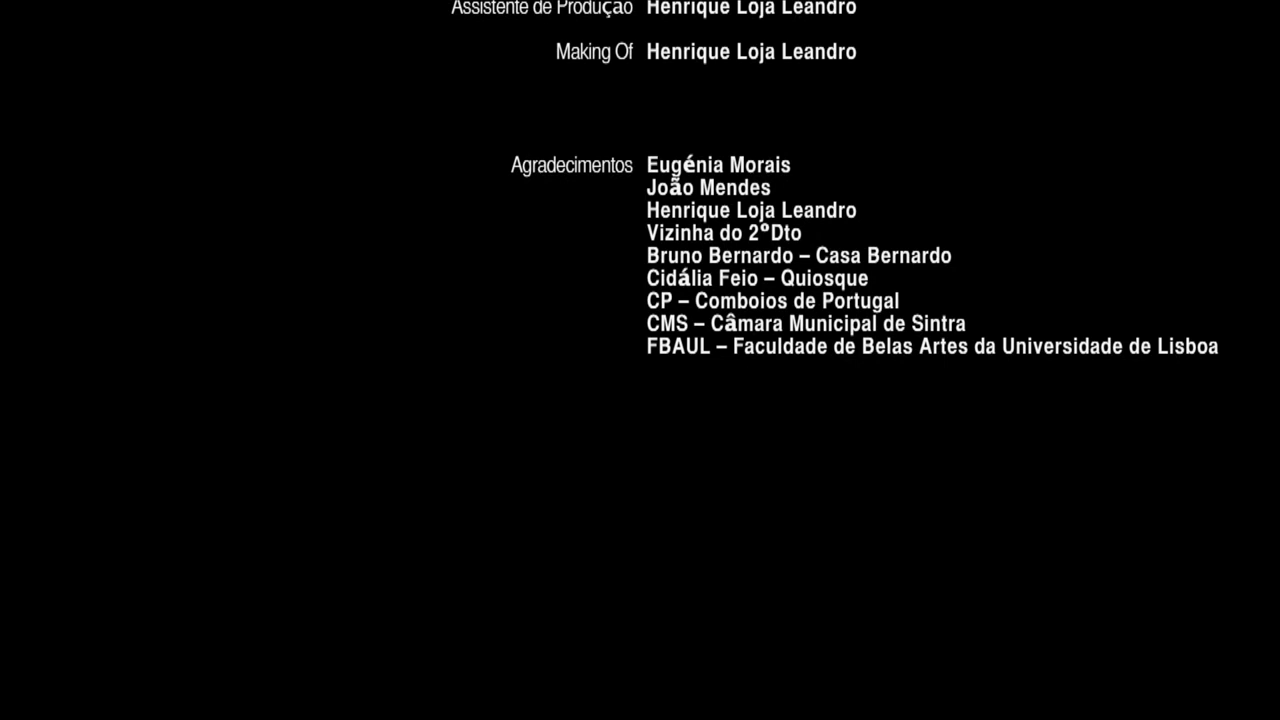 Assistente de Produção Henrique Loja Leandro
Making Of Henrique Loja Leandro
Agradecimentos Eugénia Morais
João Mendes
Henrique Loja Leandro
Vizinha do 2ºDto
Bruno Bernardo – Casa Bernardo
Cidália Feio – Quiosque
CP – Comboios de Portugal
CMS – Câmara Municipal de Sintra
FBAUL – Faculdade de Belas Artes da Universidade de Lisboa